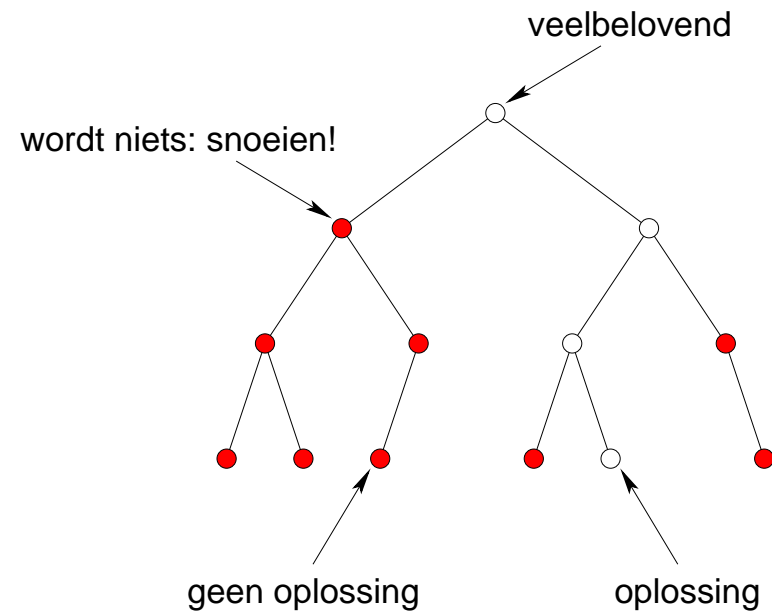 veelbelovend
wordt niets: snoeien!
geen oplossing
oplossing